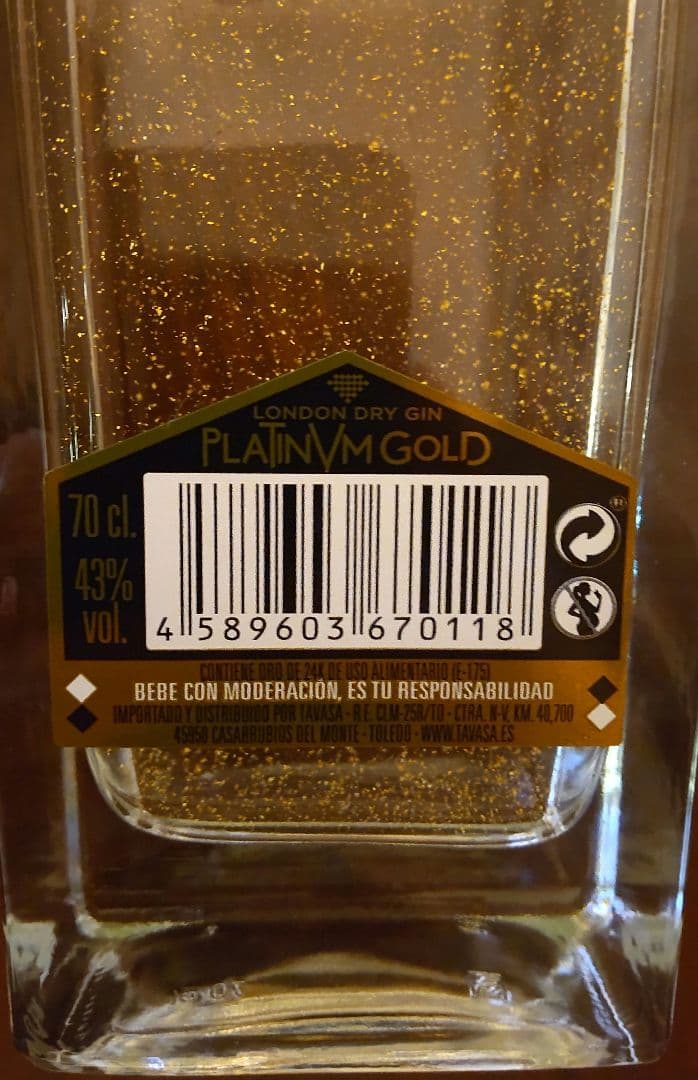 LONDON DRY GIN
PLATINVM GOLD
70 cl.
43%
vol.
®
4 589603 670118
CONTIENE ORO DE 24K DE USO ALIMENTARIO (E-175)
BEBE CON MODERACIÓN, ES TU RESPONSABILIDAD
IMPORTADO Y DISTRIBUIDO POR TAVASA - R.E. CLM-258/TO - CTRA. N-V, KM. 40,700
45950 CASARRUBIOS DEL MONTE - TOLEDO - WWW.TAVASA.ES